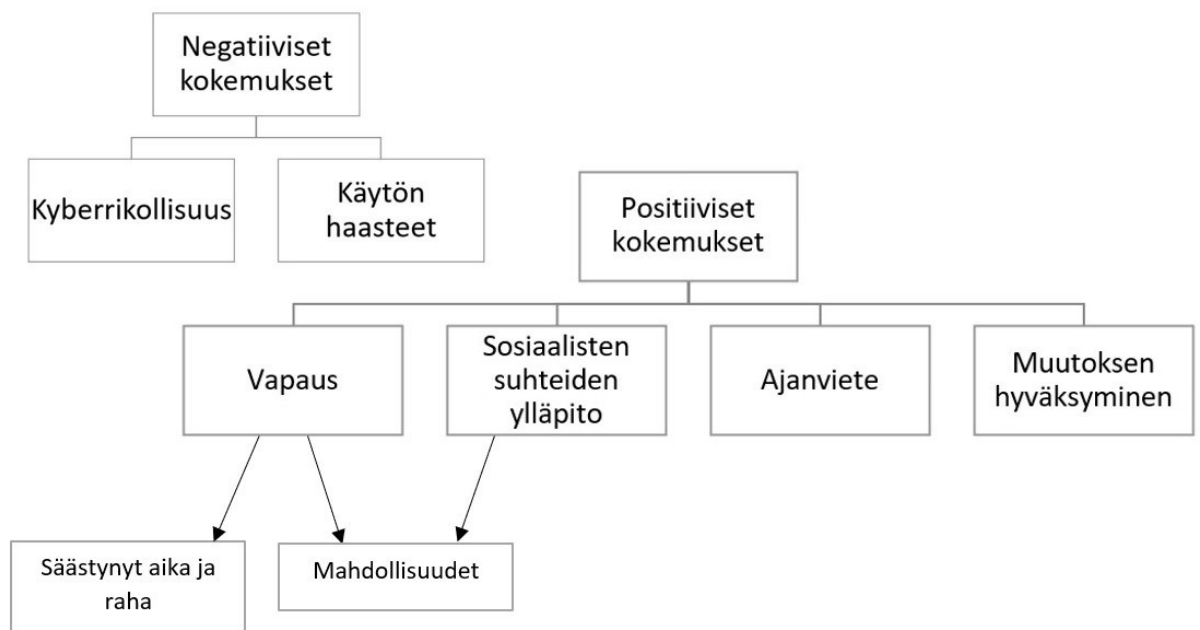 Negatiiviset
kokemukset
Kyberrikollisuus
Käytön
haasteet
Positiiviset
kokemukset
Vapaus
Sosiaalisten
suhteiden
ylläpito
Ajanviete
Muutoksen
hyväksyminen
Säästynyt aika ja
raha
Mahdollisuudet